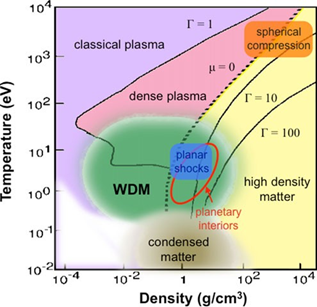 10⁴
Γ = 1
spherical
compression
classical plasma
μ = 0
10³
dense plasma
Γ = 10
10²
Γ = 100
Temperature (eV)
10¹
planar
shocks
WDM
high density
matter
10⁰
planetary
interiors
10⁻¹
condensed
matter
10⁻²
10⁻⁴
10⁻²
1
10²
10⁴
Density (g/cm³)